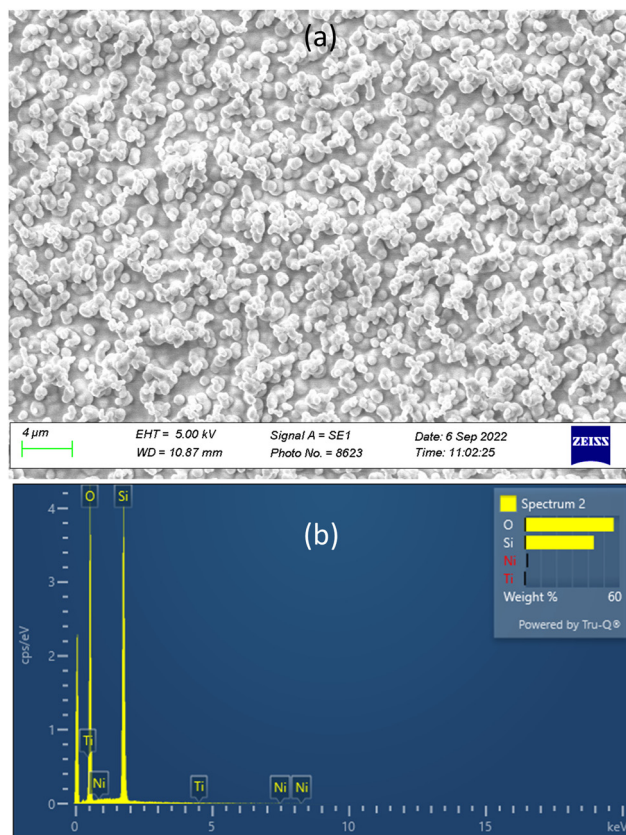 (a)
4 µm
EHT = 5.00 kV
Signal A = SE1
Date: 6 Sep 2022
WD = 10.87 mm
Photo No. = 8623
Time: 11:02:25
ZEISS
(b)
4
3
2
1
0
cps/eV
O
Si
Ti
Ni
Ti
Ni
Ni
0
5
10
15
keV
Spectrum 2
O
Si
Ni
Ti
Weight %
60
Powered by Tru-Q®